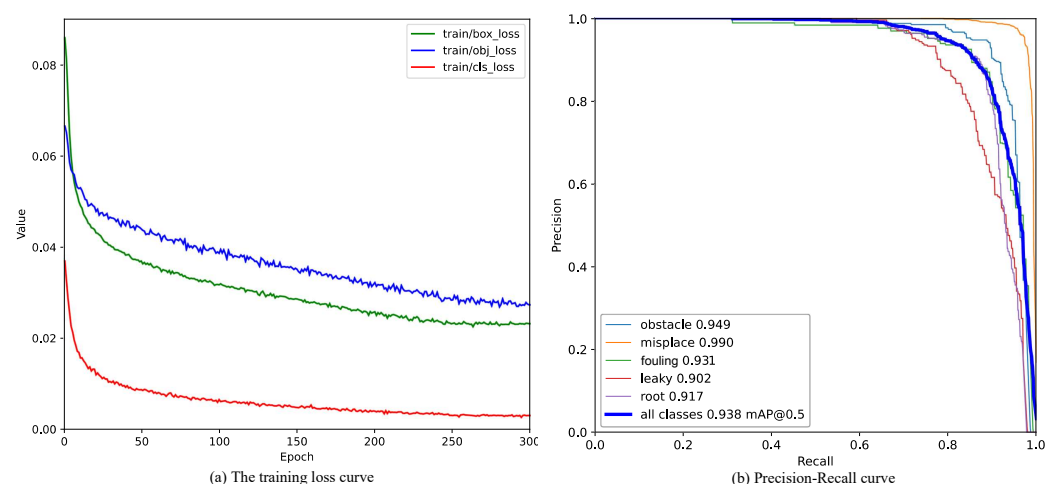 train/box_loss
train/obj_loss
train/cls_loss
0.08
0.06
0.04
0.02
0.00
Value
0
50
100
150
200
250
300
Epoch
(a) The training loss curve
1.0
0.8
0.6
0.4
0.2
0.0
Precision
obstacle 0.949
misplace 0.990
fouling 0.931
leaky 0.902
root 0.917
all classes 0.938 mAP@0.5
0.0
0.2
0.4
0.6
0.8
1.0
Recall
(b) Precision-Recall curve